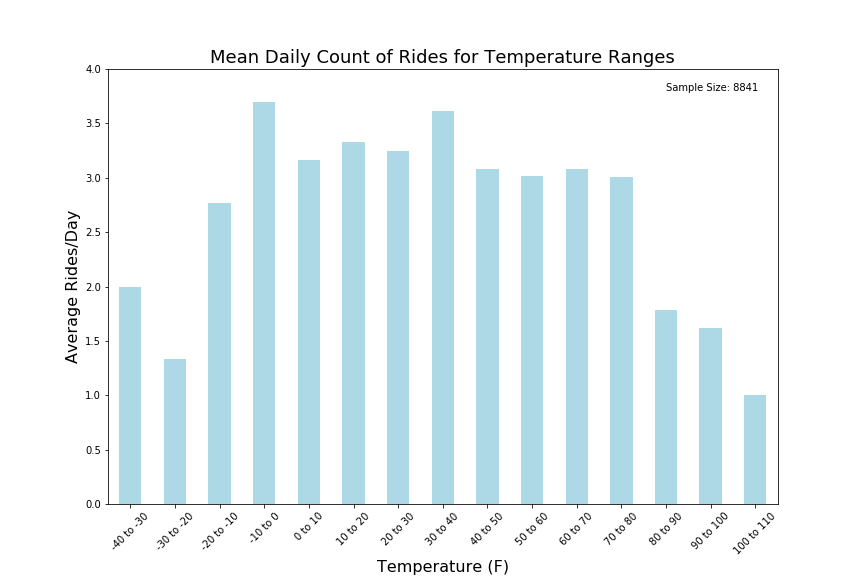 Mean Daily Count of Rides for Temperature Ranges
Sample Size: 8841
Average Rides/Day
4.0
3.5
3.0
2.5
2.0
1.5
1.0
0.5
0.0
-40 to -30
-30 to -20
-20 to -10
-10 to 0
0 to 10
10 to 20
20 to 30
30 to 40
40 to 50
50 to 60
60 to 70
70 to 80
80 to 90
90 to 100
100 to 110
Temperature (F)